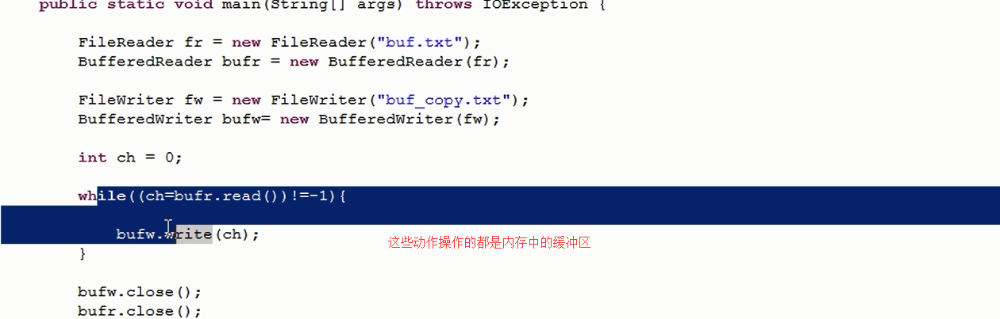 public static void main(String[] args) throws IOException {
FileReader fr = new FileReader("buf.txt");
BufferedReader bufr = new BufferedReader(fr);
FileWriter fw = new FileWriter("buf_copy.txt");
BufferedWriter bufw= new BufferedWriter(fw);
int ch = 0;
while((ch=bufr.read())!=-1){
bufw.write(ch);
这些动作操作的都是内存中的缓冲区
}
bufw.close();
bufr.close();